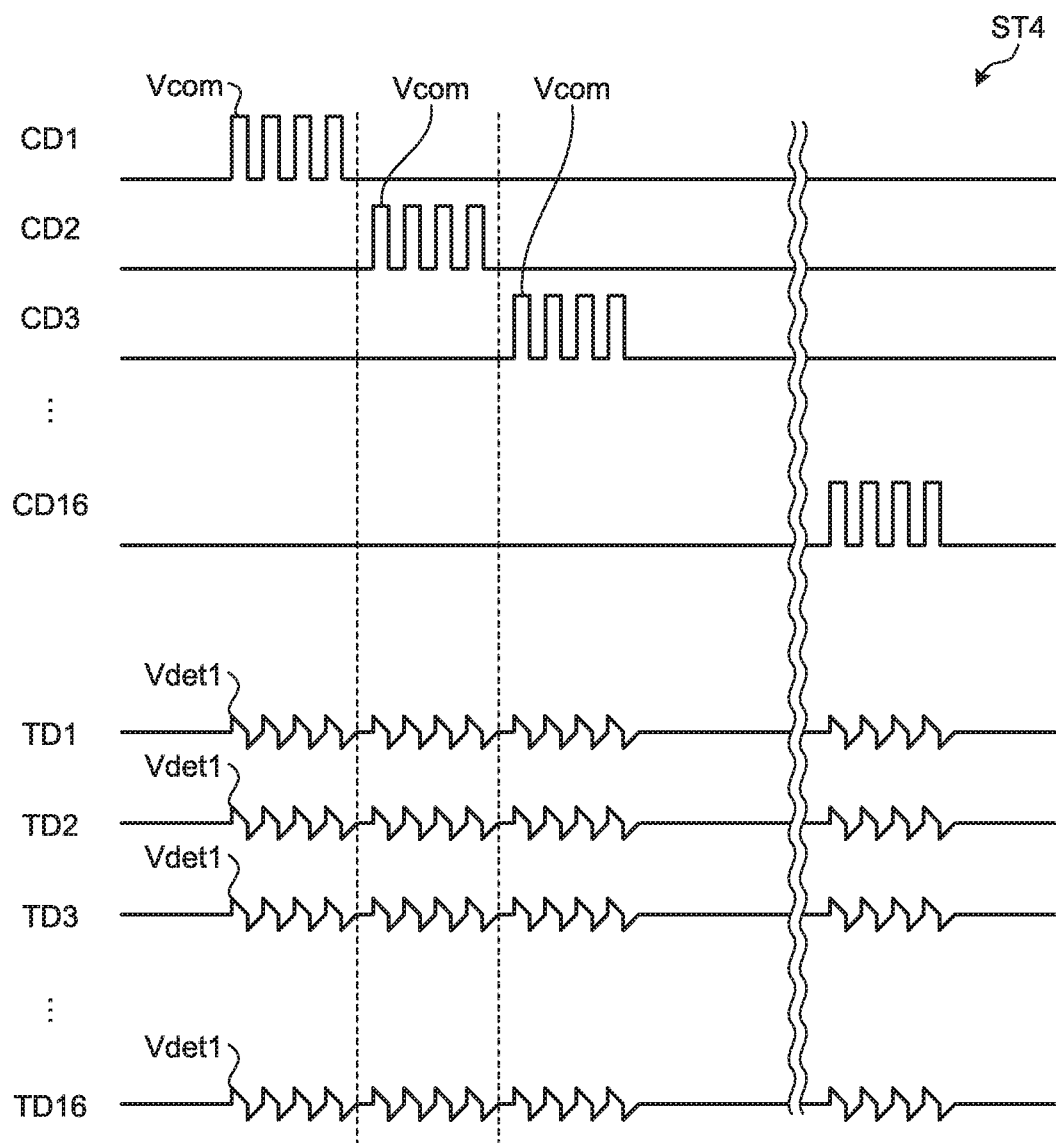 ST4
Vcom
Vcom
Vcom
CD1
CD2
CD3
⋮
CD16
Vdet1
TD1
Vdet1
TD2
Vdet1
TD3
⋮
Vdet1
TD16